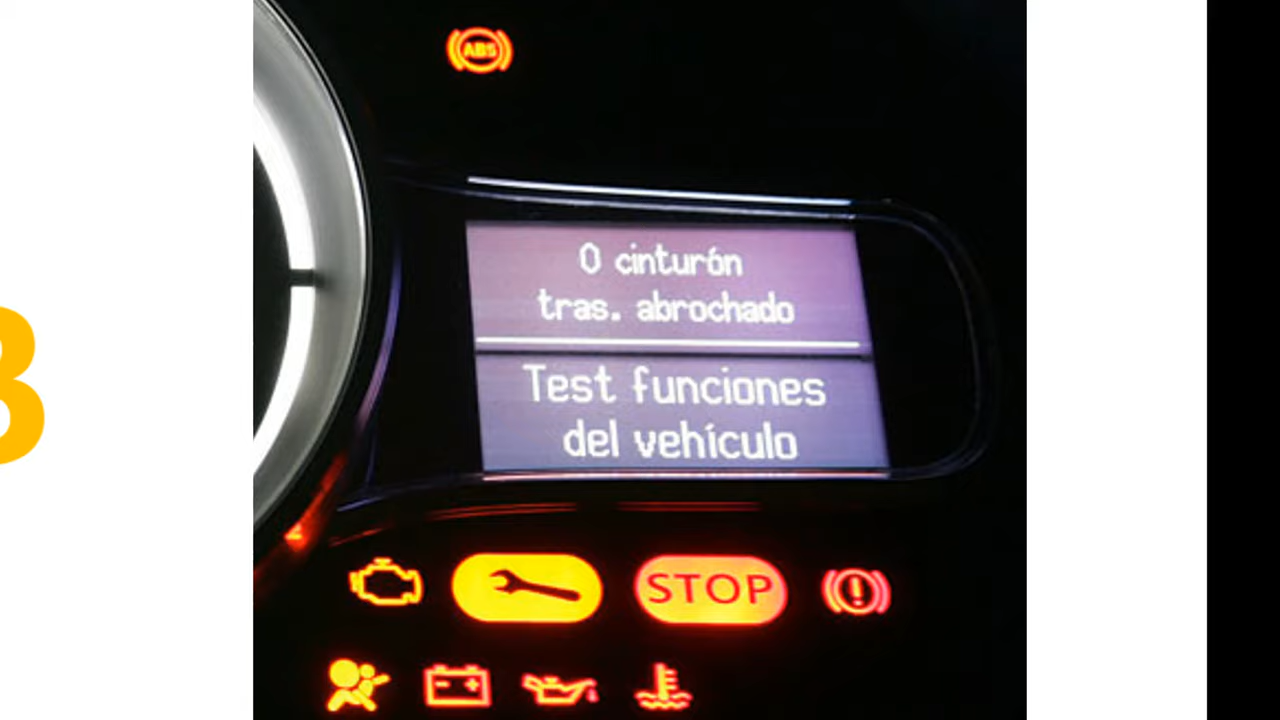 ABS
0 cinturón
tras. abrochado
Test funciones
del vehículo
STOP